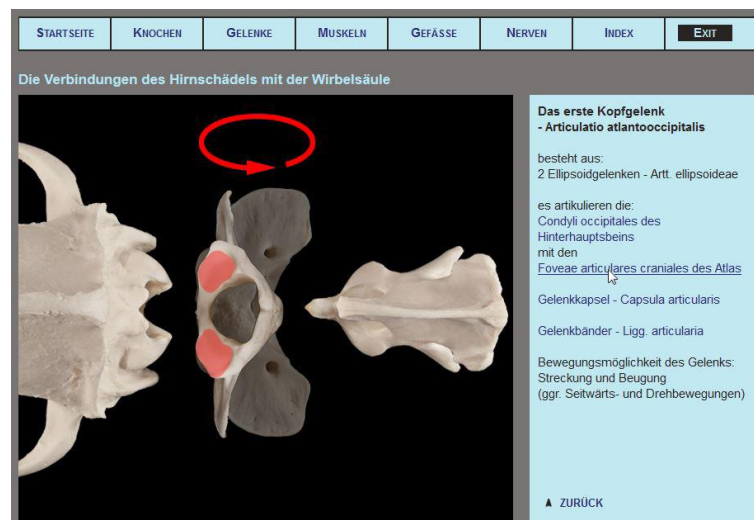 STARTSEITE KNOCHEN GELENKE MUSKELN GEFÄSSE NERVEN INDEX EXIT
Die Verbindungen des Hirnschädels mit der Wirbelsäule
Das erste Kopfgelenk
- Articulatio atlantooccipitalis
besteht aus:
2 Ellipsoidgelenken - Artt. ellipsoideae
es artikulieren die:
Condyli occipitales des
Hinterhauptsbeins
mit den
Foveae articulares craniales des Atlas
Gelenkkapsel - Capsula articularis
Gelenkbänder - Ligg. articularia
Bewegungsmöglichkeit des Gelenks:
Streckung und Beugung
(ggr. Seitwärts- und Drehbewegungen)
ZURÜCK